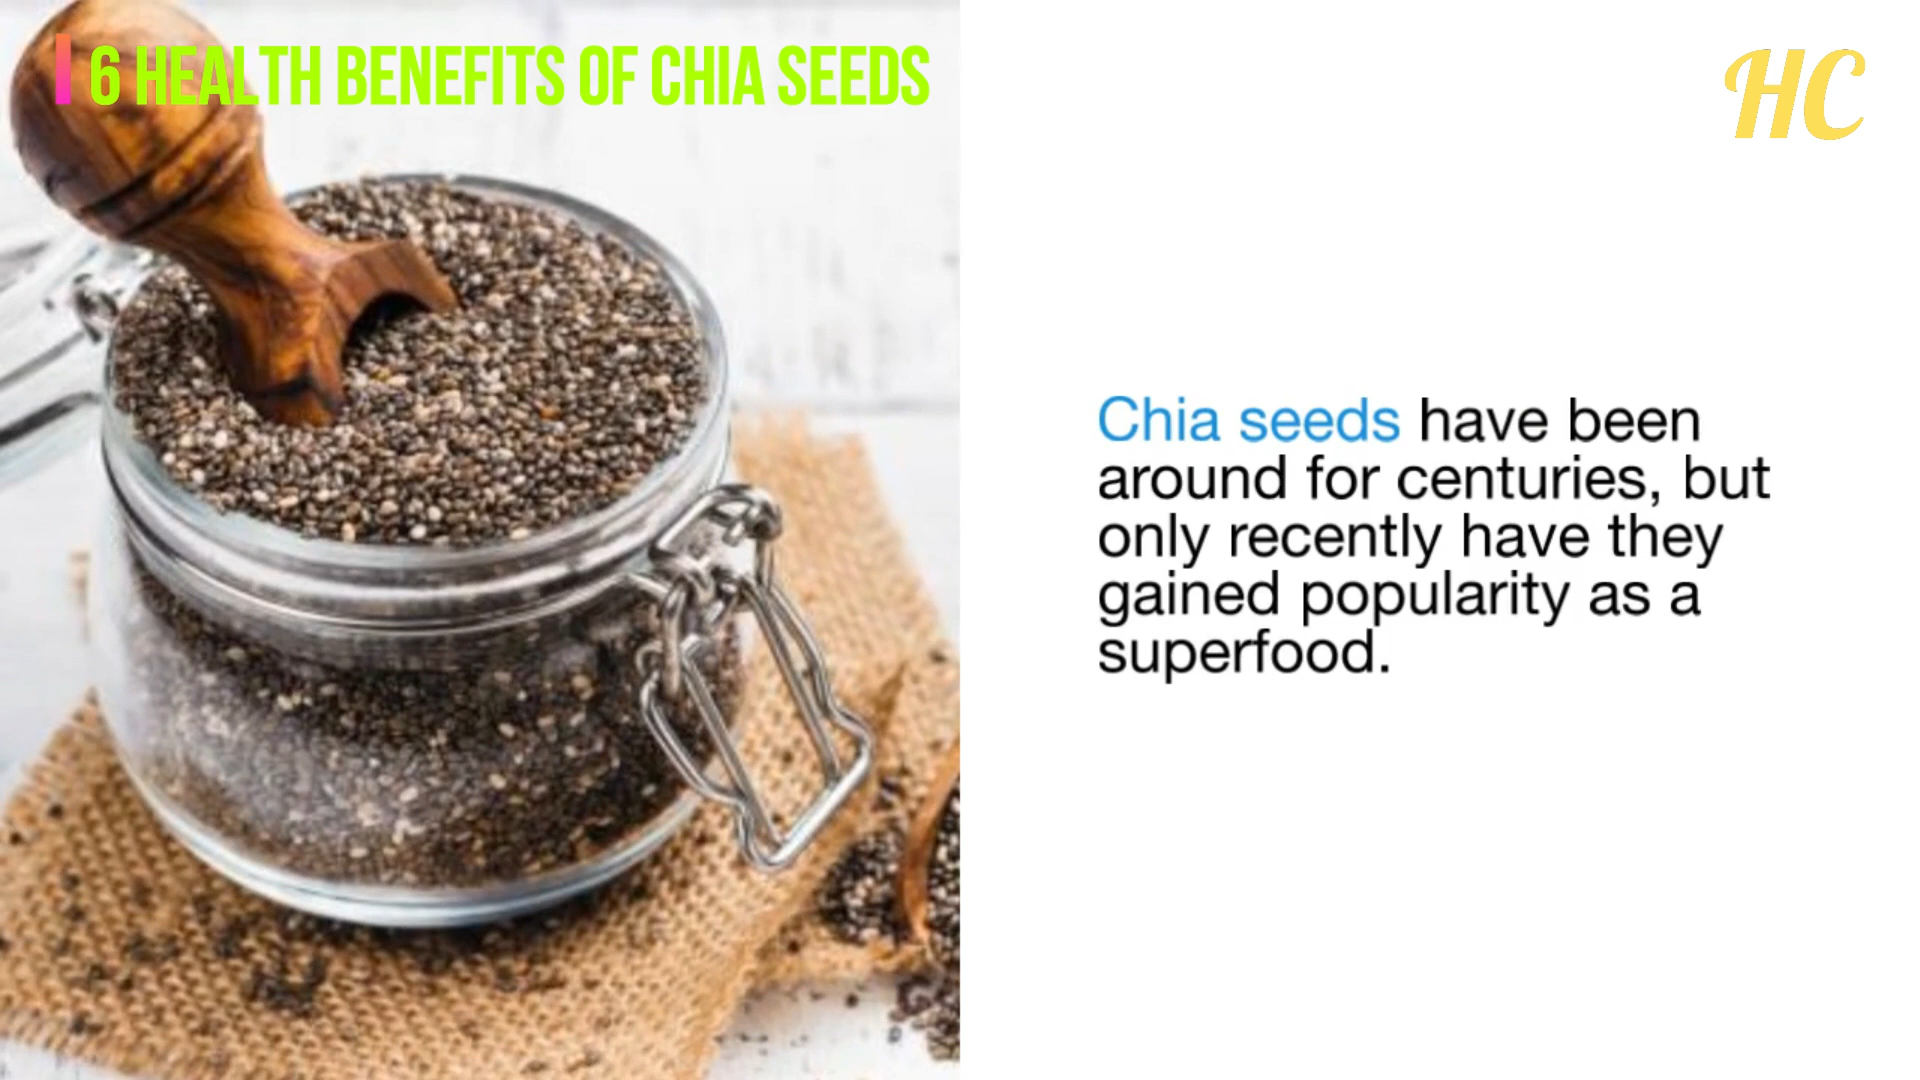 6 HEALTH BENEFITS OF CHIA SEEDS
HC
Chia seeds have been
around for centuries, but
only recently have they
gained popularity as a
superfood.